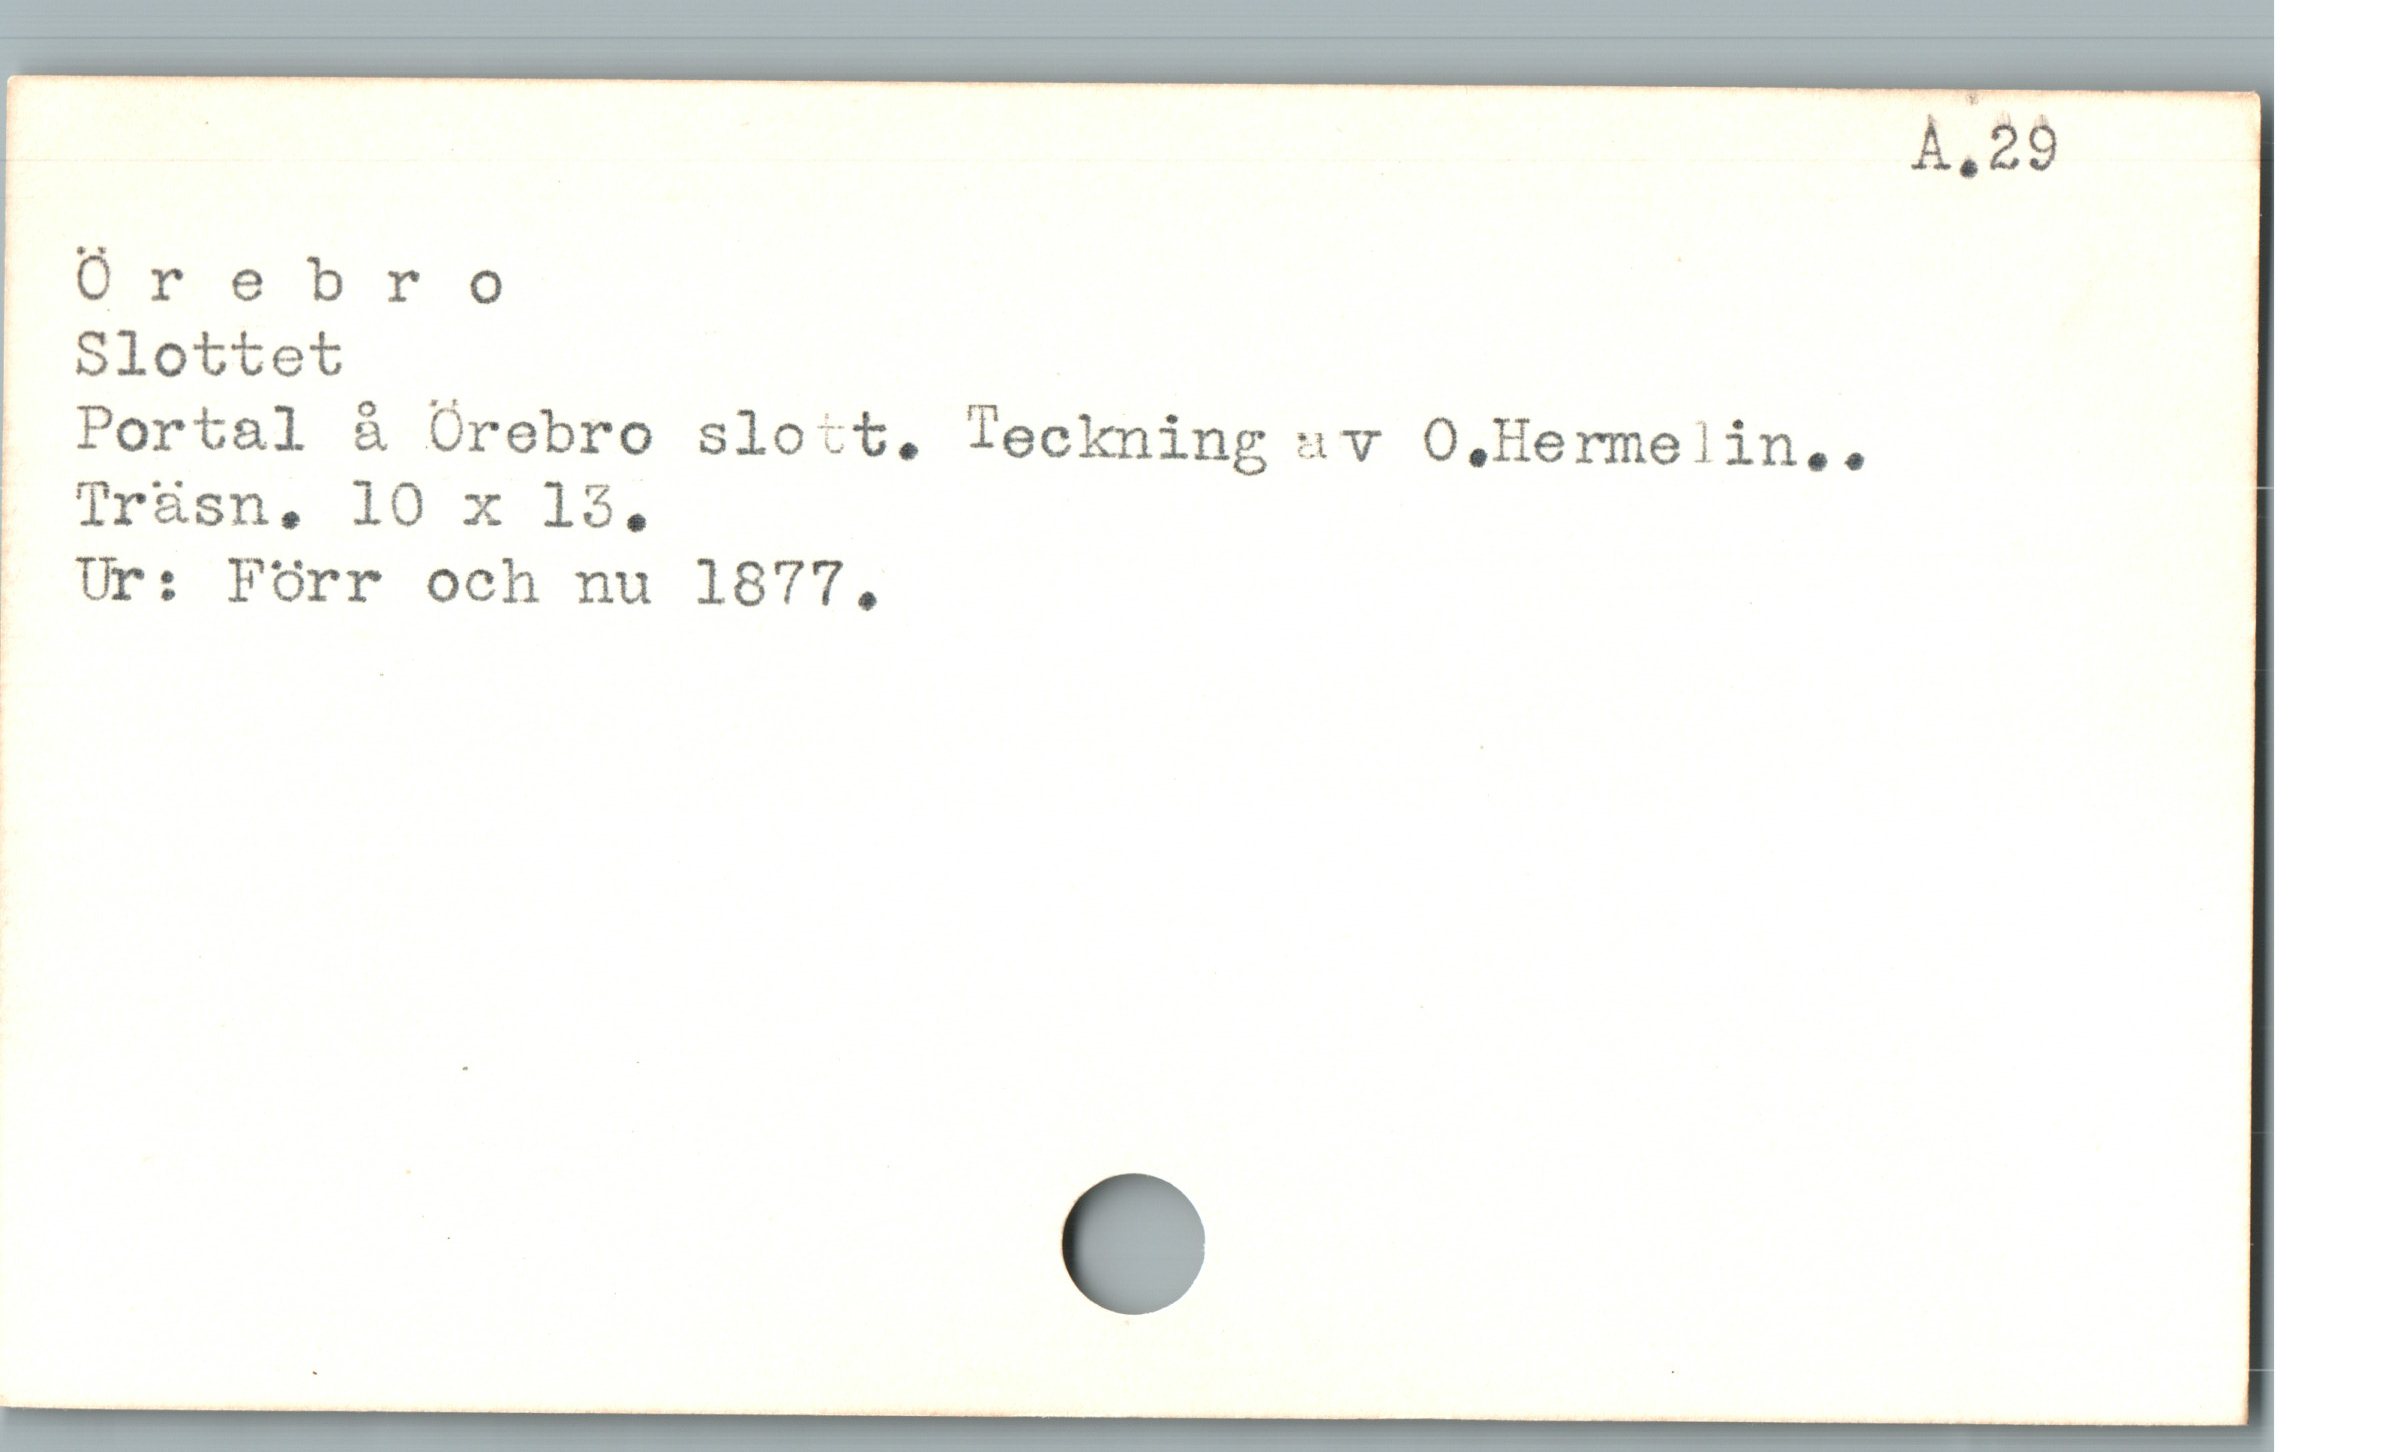 A.29
Ö r e b r o
Slottet
Portal å Örebro slott. Teckning av O.Hermelin..
Träsn. 10 x 13.
Ur: Förr och nu 1877.